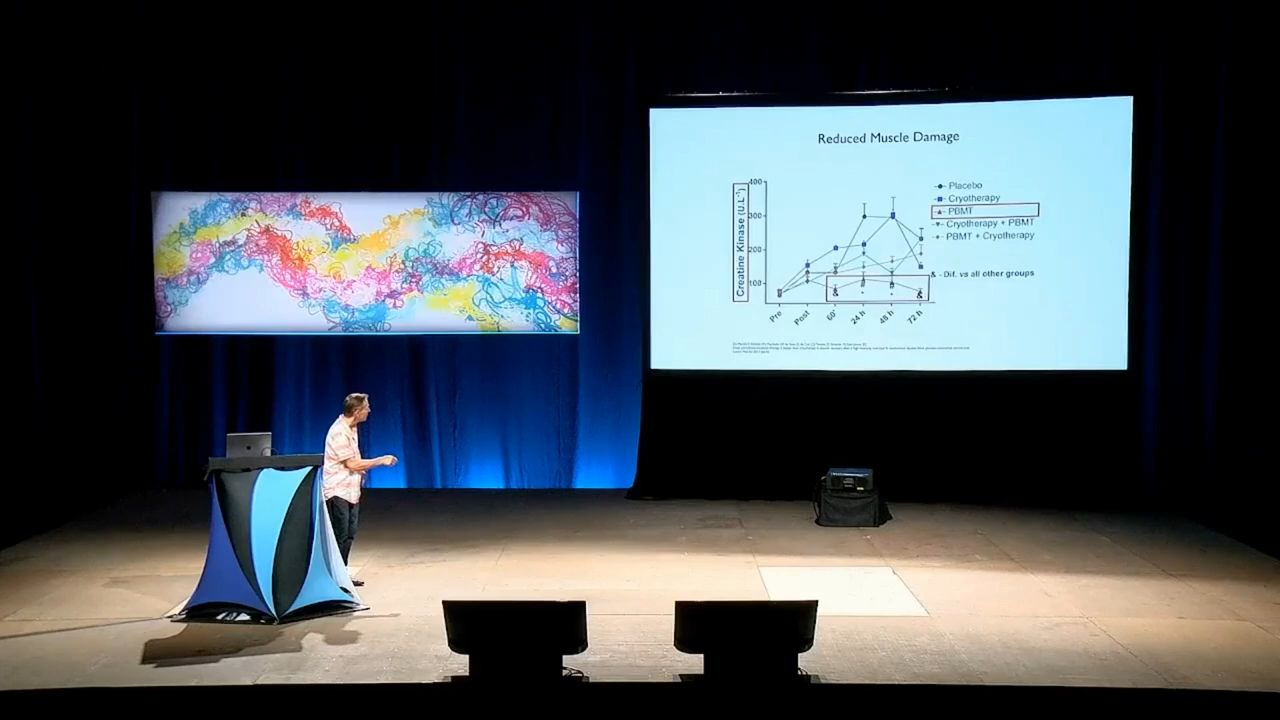 Reduced Muscle Damage
Creatine Kinase (U.L⁻¹)
400
300
200
100
Pre
Post
60'
24 h
48 h
72 h
Placebo
Cryotherapy
PBMT
Cryotherapy + PBMT
PBMT + Cryotherapy
& - Dif. vs all other groups